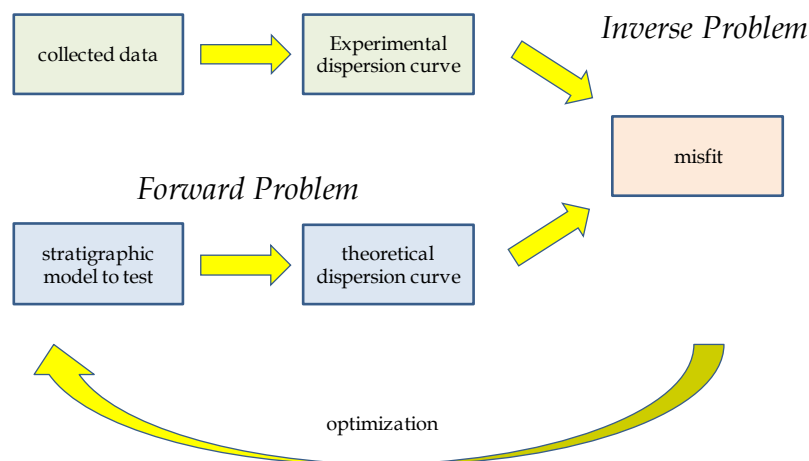 Inverse Problem
collected data
Experimental
dispersion curve
misfit
Forward Problem
stratigraphic
model to test
theoretical
dispersion curve
optimization